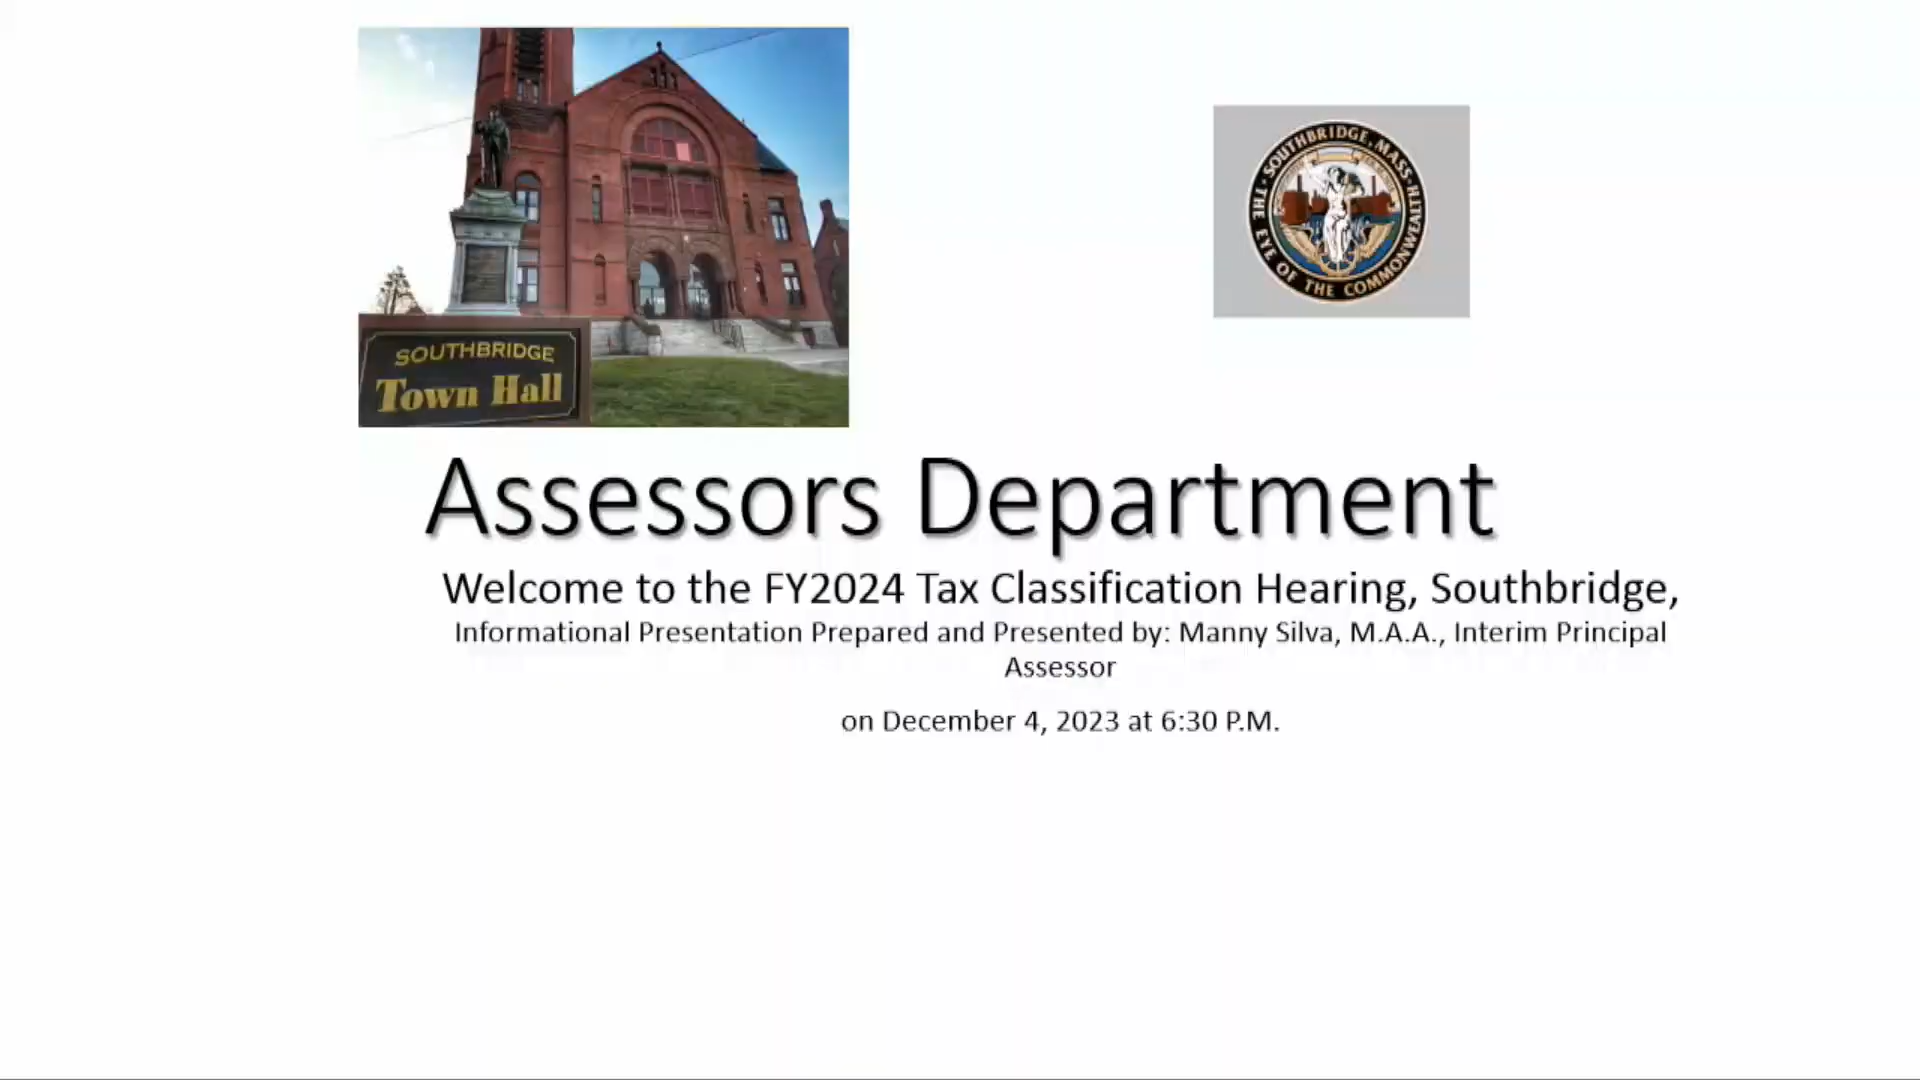 SOUTHBRIDGE
Town Hall
THE · SOUTHBRIDGE, MASS ·
THE EYE OF THE COMMONWEALTH
Assessors Department
Welcome to the FY2024 Tax Classification Hearing, Southbridge,
Informational Presentation Prepared and Presented by: Manny Silva, M.A.A., Interim Principal
Assessor
on December 4, 2023 at 6:30 P.M.